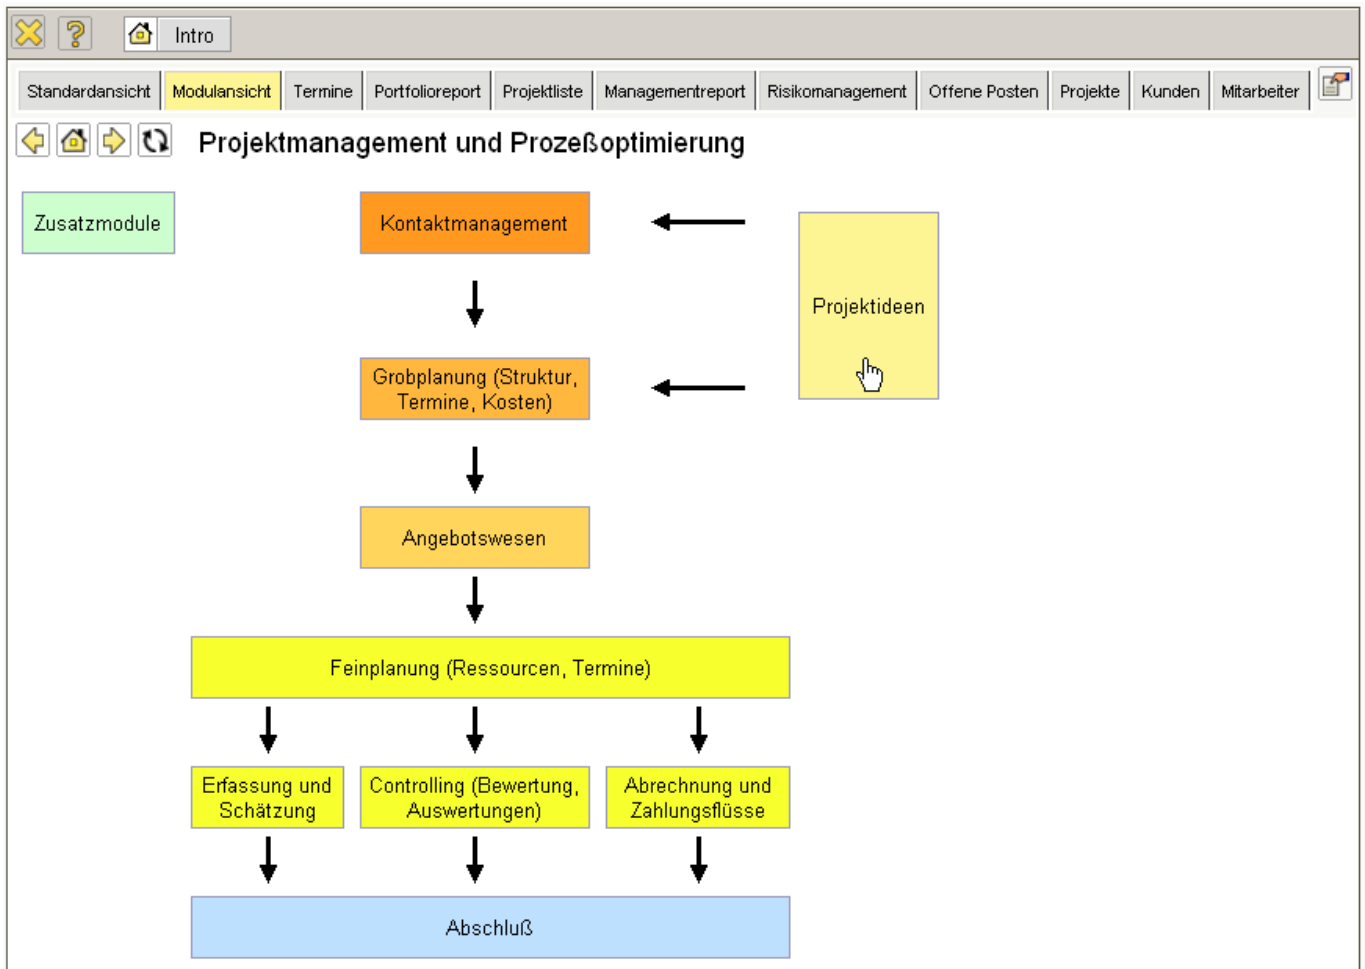 Intro
Standardansicht Modulansicht Termine Portfolioreport Projektliste Managementreport Risikomanagement Offene Posten Projekte Kunden Mitarbeiter
Projektmanagement und Prozeßoptimierung
Zusatzmodule
Kontaktmanagement
Projektideen
Grobplanung (Struktur,
Termine, Kosten)
Angebotswesen
Feinplanung (Ressourcen, Termine)
Erfassung und
Schätzung
Controlling (Bewertung,
Auswertungen)
Abrechnung und
Zahlungsflüsse
Abschluß